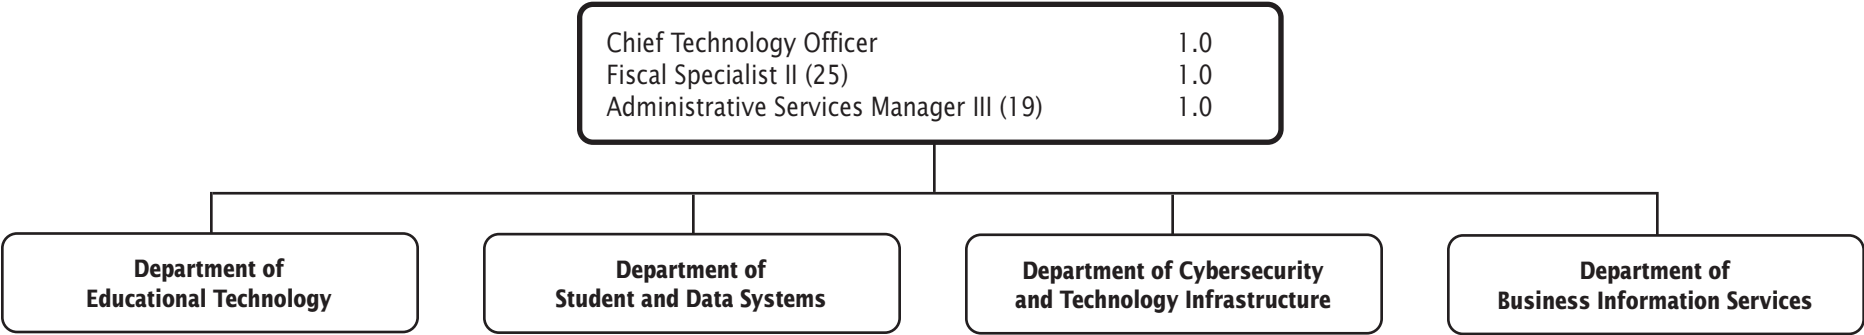 Chief Technology Officer 1.0
Fiscal Specialist II (25) 1.0
Administrative Services Manager III (19) 1.0
Department of
Educational Technology
Department of
Student and Data Systems
Department of Cybersecurity
and Technology Infrastructure
Department of
Business Information Services